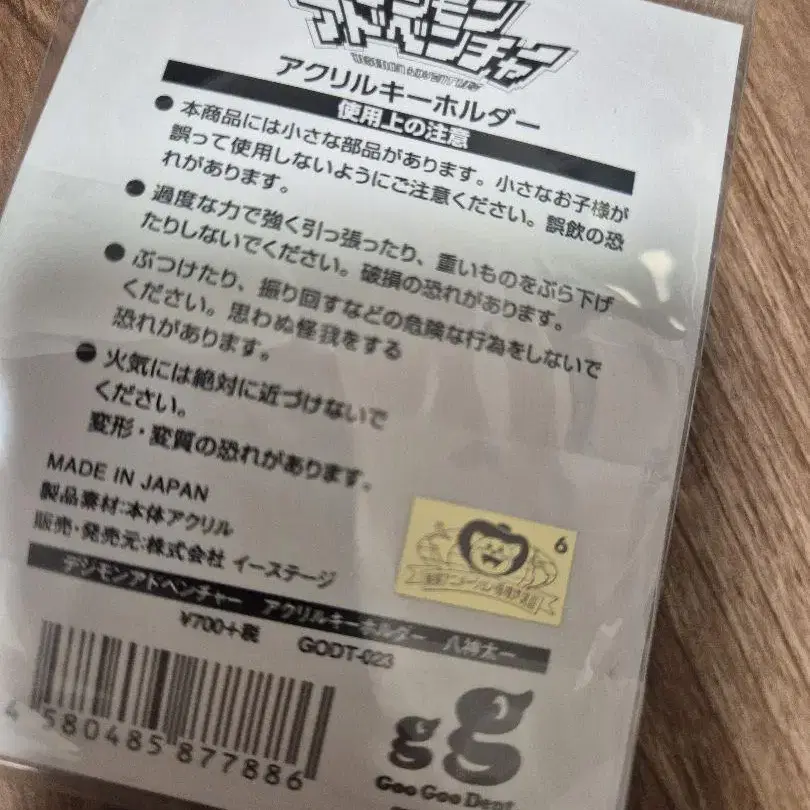 デジモン
アドベンチャー
アクリルキーホルダー
使用上の注意
● 本商品には小さな部品があります。小さなお子様が
誤って使用しないようにご注意ください。誤飲の恐
れがあります。
● 過度な力で強く引っ張ったり、重いものをぶら下げ
たりしないでください。破損の恐れがあります。
● ぶつけたり、振り回すなどの危険な行為をしないで
ください。思わぬ怪我をする
恐れがあります。
● 火気には絶対に近づけないで
ください。
変形・変質の恐れがあります。
MADE IN JAPAN
製品素材:本体アクリル
販売・発売元:株式会社 イーステージ
6
デジモンアドベンチャー アクリルキーホルダー 八神太一
¥700+税 GODT-023
4 580485 877886
gg
Goo Goo Dept